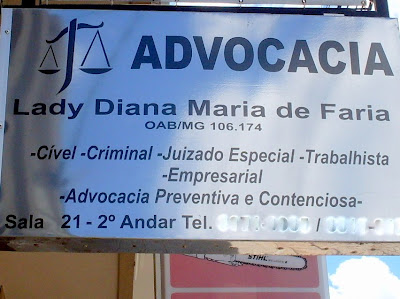 ADVOCACIA
Lady Diana Maria de Faria
OAB/MG 106.174
-Cível -Criminal -Juizado Especial -Trabalhista
-Empresarial
-Advocacia Preventiva e Contenciosa-
Sala 21 - 2º Andar Tel.
STIHL